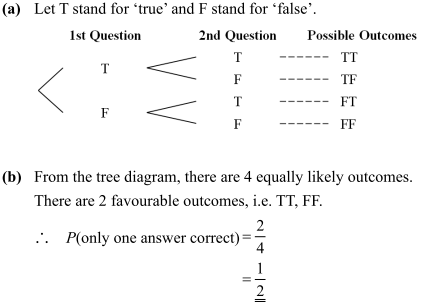 (a) Let T stand for ‘true’ and F stand for ‘false’.
1st Question 2nd Question Possible Outcomes
T ------ TT
T
F ------ TF
T ------ FT
F
F ------ FF
(b) From the tree diagram, there are 4 equally likely outcomes.
There are 2 favourable outcomes, i.e. TT, FF.
∴ P(only one answer correct) = 2/4
= 1/2